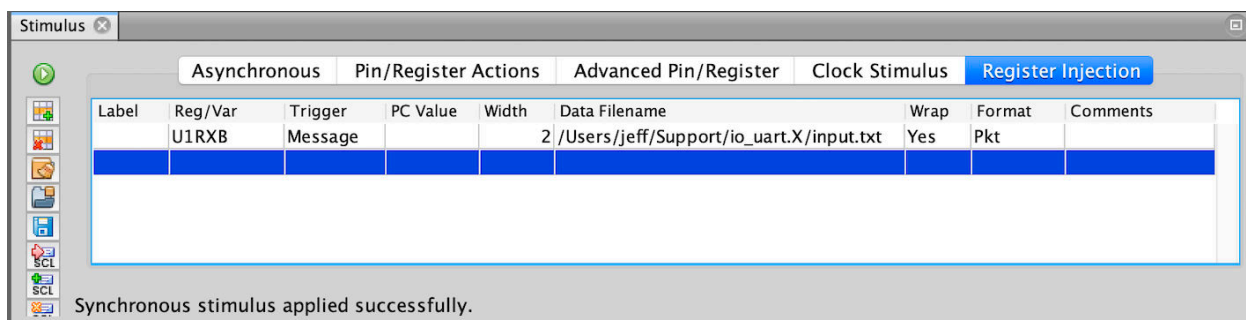 Stimulus
Asynchronous Pin/Register Actions Advanced Pin/Register Clock Stimulus Register Injection
Label Reg/Var Trigger PC Value Width Data Filename Wrap Format Comments
U1RXB Message 2 /Users/jeff/Support/io_uart.X/input.txt Yes Pkt
SCL
SCL
Synchronous stimulus applied successfully.